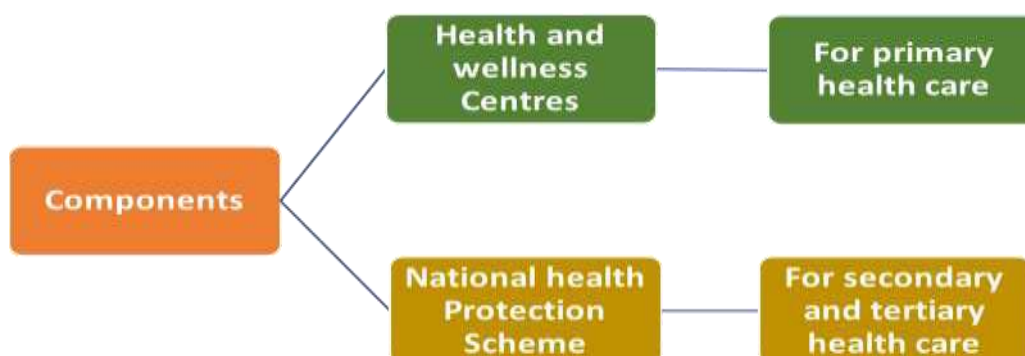 Components
Health and
wellness
Centres
For primary
health care
National health
Protection
Scheme
For secondary
and tertiary
health care